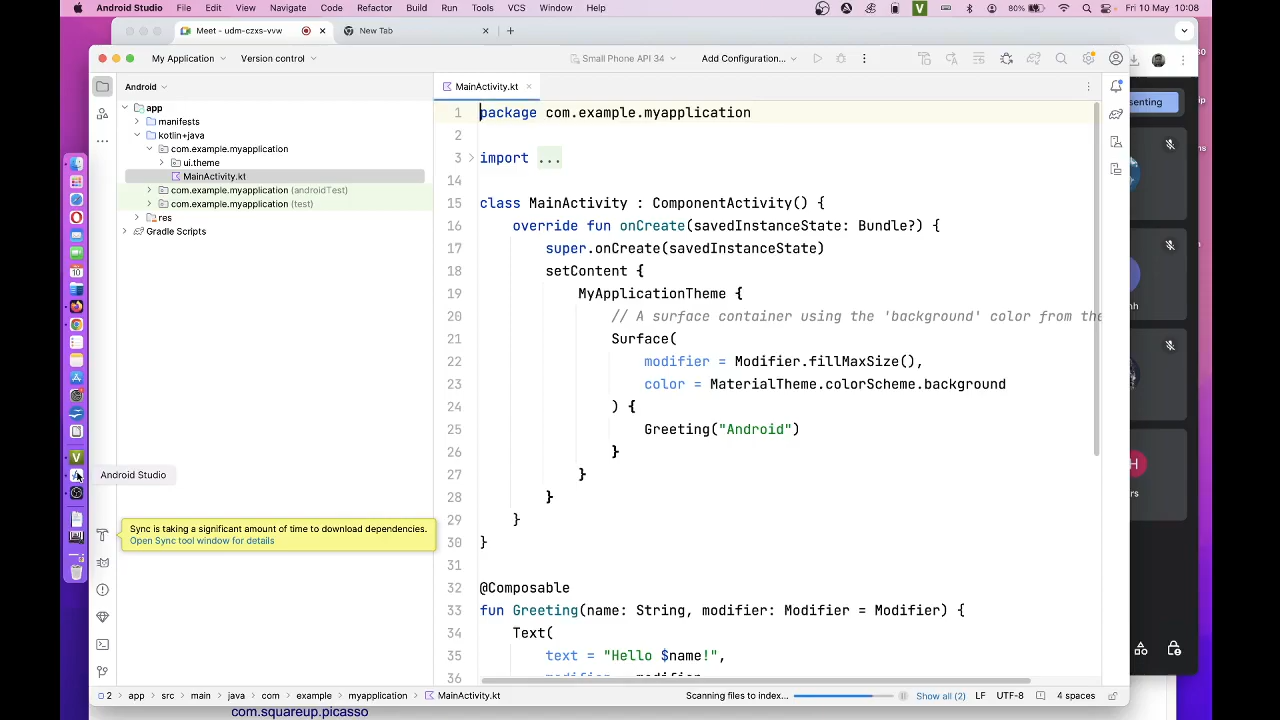 Android Studio File Edit View Navigate Code Refactor Build Run Tools VCS Window Help 80% Fri 10 May 10:08
Meet - udm-czxs-vvw New Tab
My Application Version control Small Phone API 34 Add Configuration...
Android
MainActivity.kt
app
manifests
kotlin+java
com.example.myapplication
ui.theme
MainActivity.kt
com.example.myapplication (androidTest)
com.example.myapplication (test)
res
Gradle Scripts
1 package com.example.myapplication
2
3 import ...
14
15 class MainActivity : ComponentActivity() {
16 override fun onCreate(savedInstanceState: Bundle?) {
17 super.onCreate(savedInstanceState)
18 setContent {
19 MyApplicationTheme {
20 // A surface container using the 'background' color from the
21 Surface(
22 modifier = Modifier.fillMaxSize(),
23 color = MaterialTheme.colorScheme.background
24 ) {
25 Greeting("Android")
26 }
27 }
28 }
29 }
30 }
31
32 @Composable
33 fun Greeting(name: String, modifier: Modifier = Modifier) {
34 Text(
35 text = "Hello $name!",
36 modifier = modifier
Android Studio
Sync is taking a significant amount of time to download dependencies.
Open Sync tool window for details
senting
nh
H
rs
2 app src main java com example myapplication MainActivity.kt Scanning files to index... Show all (2) LF UTF-8 4 spaces
com.squareup.picasso